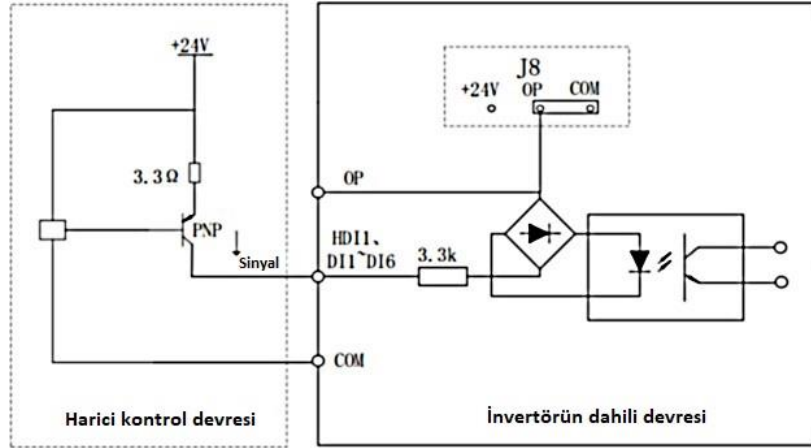 +24V
3.3Ω
PNP
Sinyal
Harici kontrol devresi
J8
+24V OP COM
OP
HDI1、
DI1~DI6
3.3k
COM
İnvertörün dahili devresi